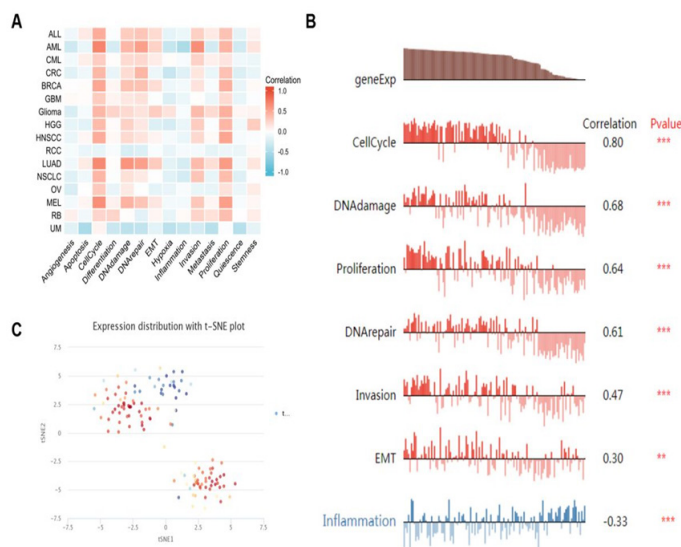 A
ALL
AML
CML
CRC
BRCA
GBM
Glioma
HGG
HNSCC
RCC
LUAD
NSCLC
OV
MEL
RB
UM
Angiogenesis
Apoptosis
CellCycle
Differentiation
DNAdamage
DNArepair
EMT
Hypoxia
Inflammation
Invasion
Metastasis
Proliferation
Quiescence
Stemness
Correlation
1.0
0.5
0.0
-0.5
-1.0
B
geneExp
Correlation Pvalue
CellCycle 0.80 ***
DNAdamage 0.68 ***
Proliferation 0.64 ***
DNArepair 0.61 ***
Invasion 0.47 ***
EMT 0.30 **
Inflammation -0.33 ***
C
Expression distribution with t-SNE plot
7.5
5
2.5
0
-2.5
-5
-7.5
tSNE2
-7.5 -5 -2.5 0 2.5 5 7.5
tSNE1
t...